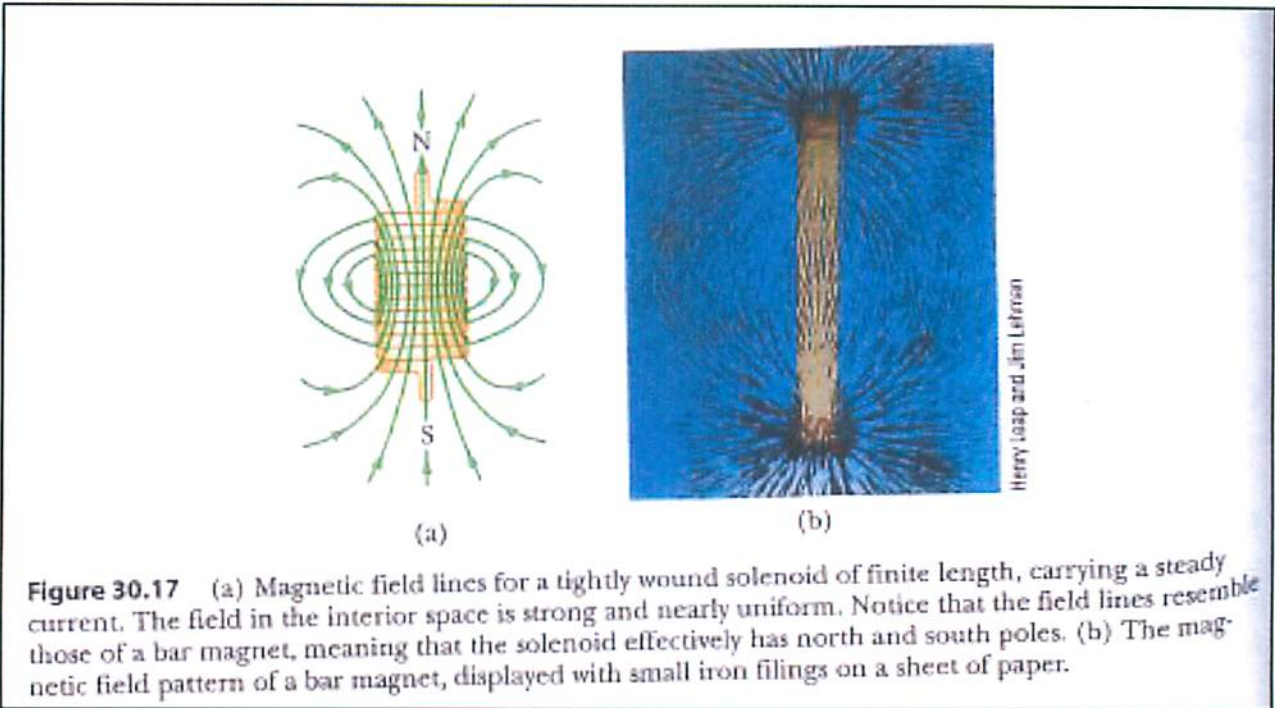 N
S
(a)
(b)
Henry Leap and Jim Lehman
Figure 30.17 (a) Magnetic field lines for a tightly wound solenoid of finite length, carrying a steady
current. The field in the interior space is strong and nearly uniform. Notice that the field lines resemble
those of a bar magnet, meaning that the solenoid effectively has north and south poles. (b) The mag-
netic field pattern of a bar magnet, displayed with small iron filings on a sheet of paper.